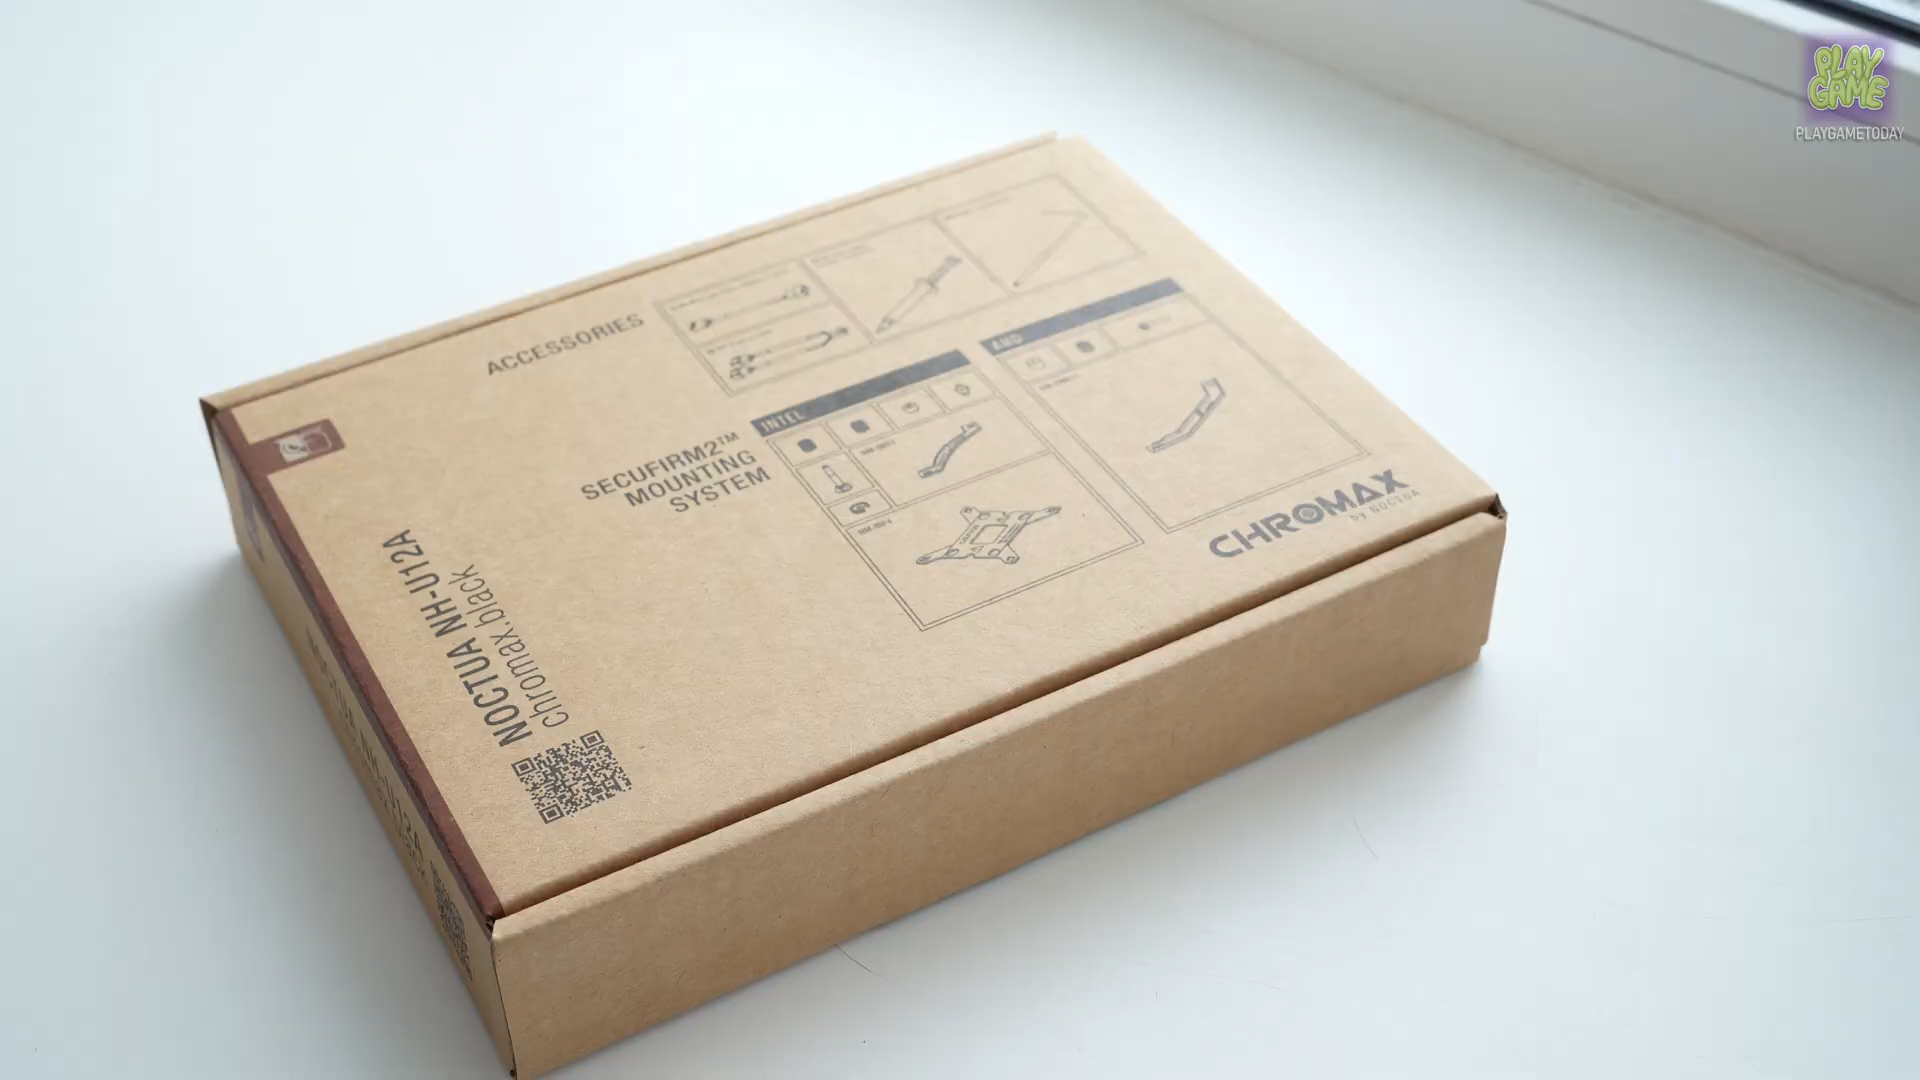 PLAY
GAME
PLAYGAMETODAY
ACCESSORIES
INTEL
AMD
SECUFIRM2™
MOUNTING
SYSTEM
CHROMAX
by NOCTUA
NOCTUA NH-U12A
chromax.black